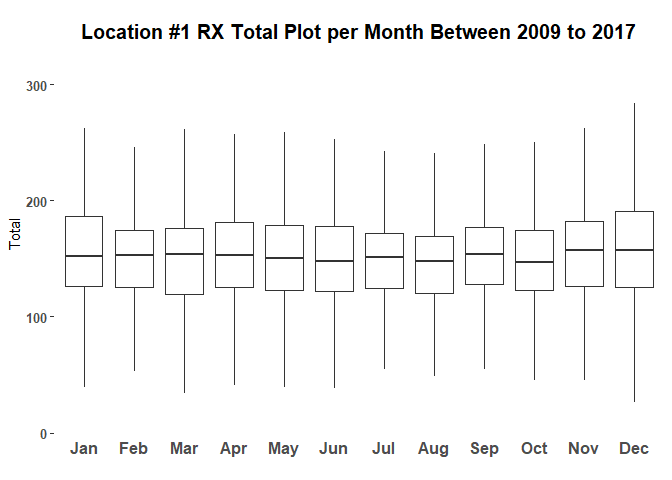 Location #1 RX Total Plot per Month Between 2009 to 2017
300
200
Total
100
0
Jan Feb Mar Apr May Jun Jul Aug Sep Oct Nov Dec